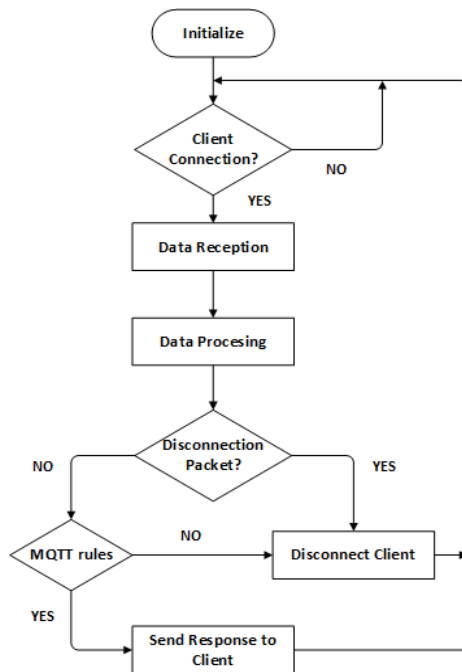 Initialize
Client
Connection?
NO
YES
Data Reception
Data Procesing
Disconnection
Packet?
NO
YES
MQTT rules
NO
Disconnect Client
YES
Send Response to
Client